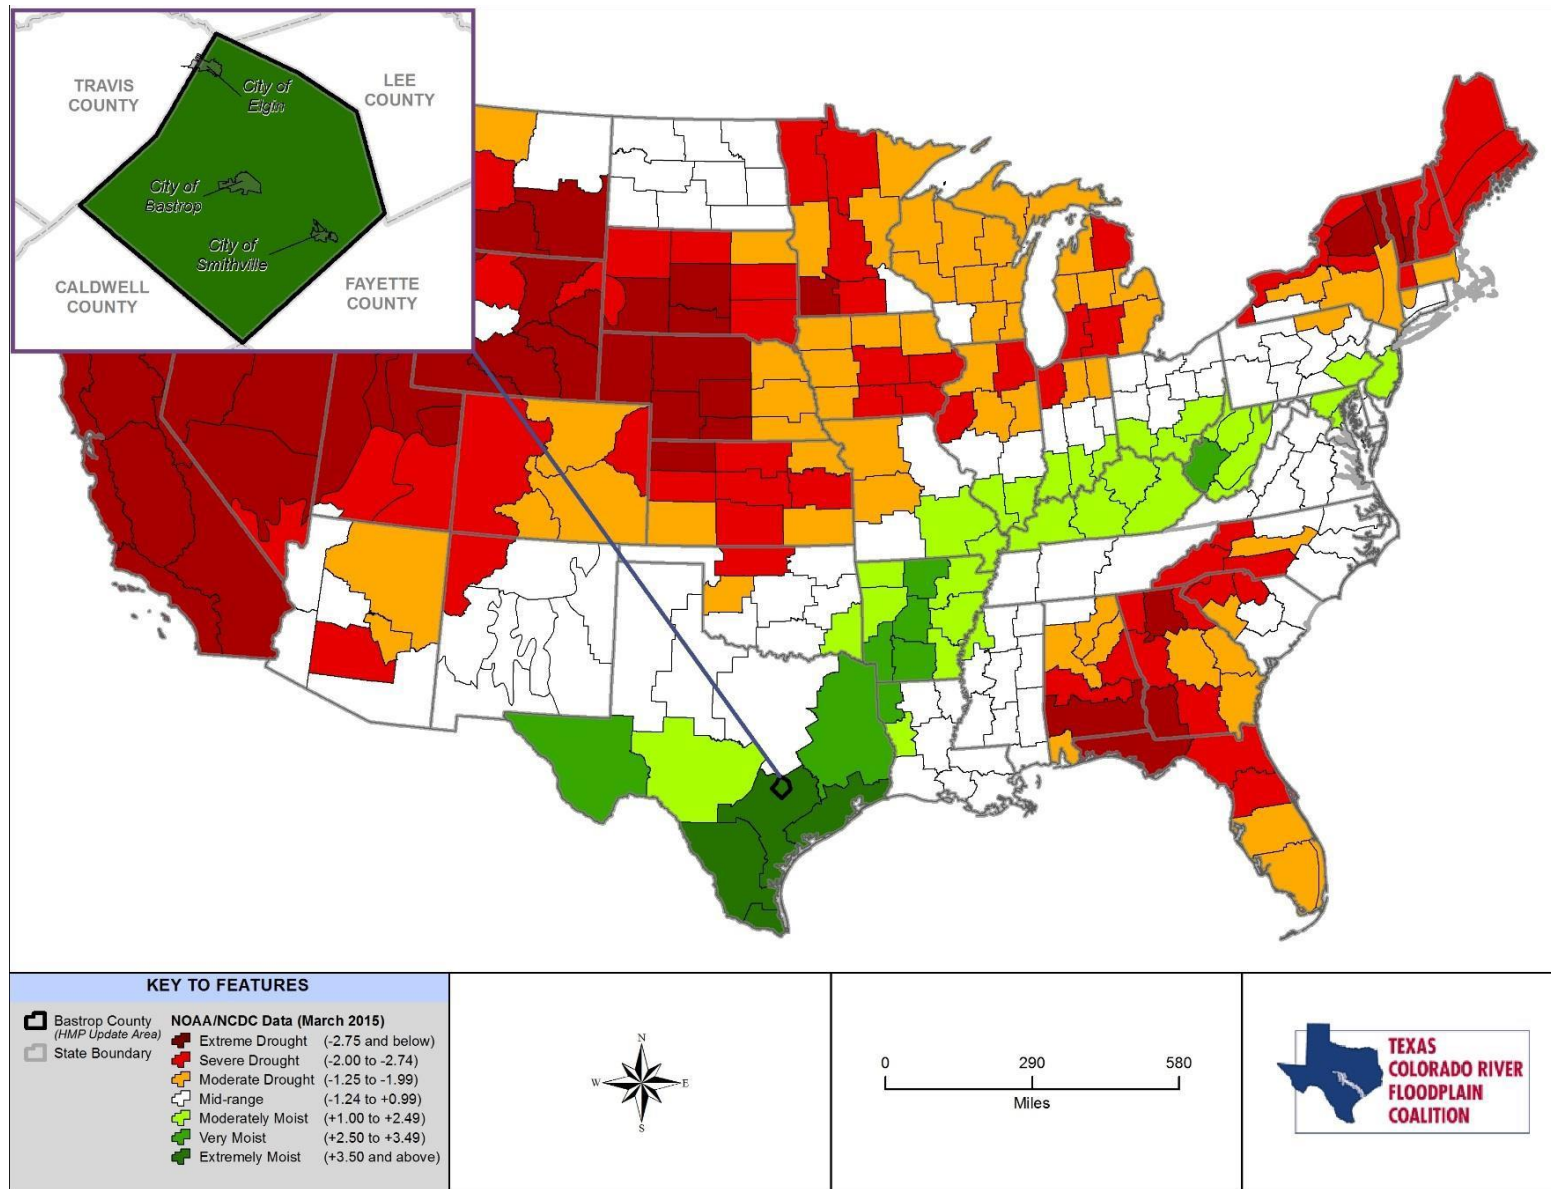 TRAVIS
COUNTY
LEE
COUNTY
City of
Elgin
City of
Bastrop
City of
Smithville
CALDWELL
COUNTY
FAYETTE
COUNTY
KEY TO FEATURES
Bastrop County
(HMP Update Area)
State Boundary
NOAA/NCDC Data (March 2015)
Extreme Drought (-2.75 and below)
Severe Drought (-2.00 to -2.74)
Moderate Drought (-1.25 to -1.99)
Mid-range (-1.24 to +0.99)
Moderately Moist (+1.00 to +2.49)
Very Moist (+2.50 to +3.49)
Extremely Moist (+3.50 and above)
N
W E
S
0 290 580
Miles
TEXAS
COLORADO RIVER
FLOODPLAIN
COALITION